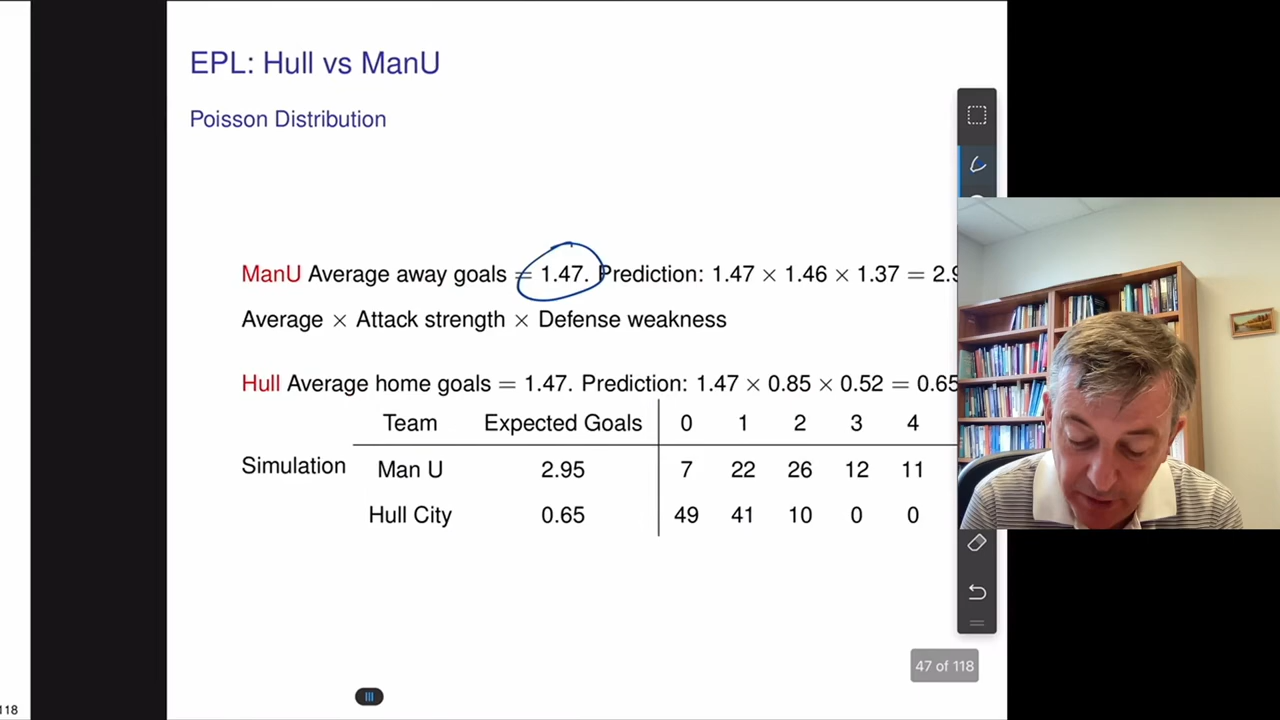 EPL: Hull vs ManU
Poisson Distribution
ManU Average away goals = 1.47. Prediction: 1.47 × 1.46 × 1.37 = 2.9
Average × Attack strength × Defense weakness
Hull Average home goals = 1.47. Prediction: 1.47 × 0.85 × 0.52 = 0.65
Team Expected Goals 0 1 2 3 4
Simulation Man U 2.95 7 22 26 12 11
Hull City 0.65 49 41 10 0 0
47 of 118
118